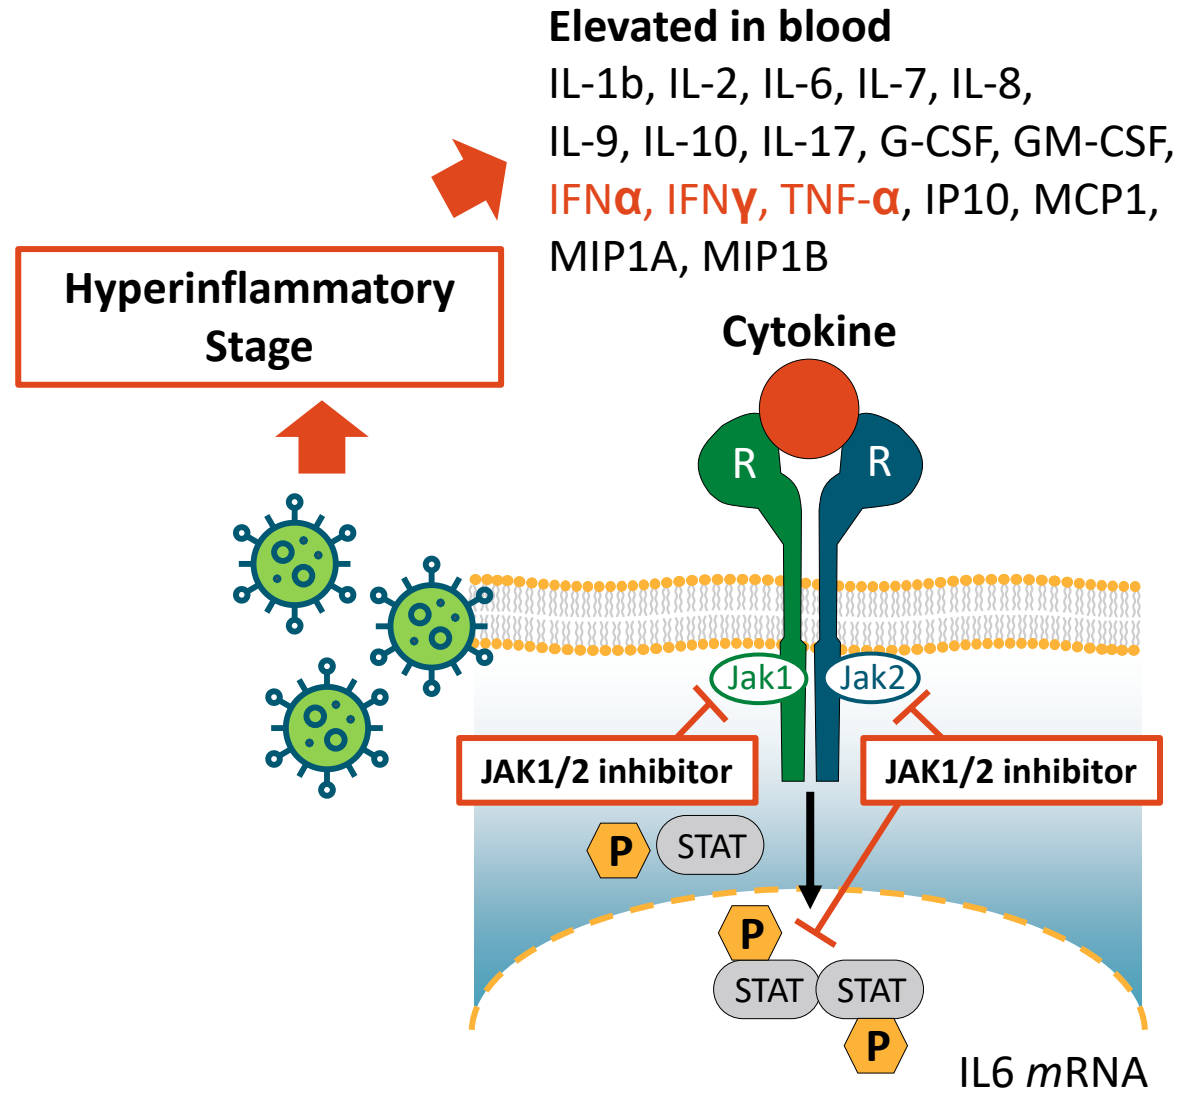 Elevated in blood
IL-1b, IL-2, IL-6, IL-7, IL-8,
IL-9, IL-10, IL-17, G-CSF, GM-CSF,
IFNα, IFNγ, TNF-α, IP10, MCP1,
MIP1A, MIP1B
Hyperinflammatory
Stage
Cytokine
R
R
Jak1
Jak2
JAK1/2 inhibitor
JAK1/2 inhibitor
P
STAT
P
STAT
STAT
P
IL6 mRNA